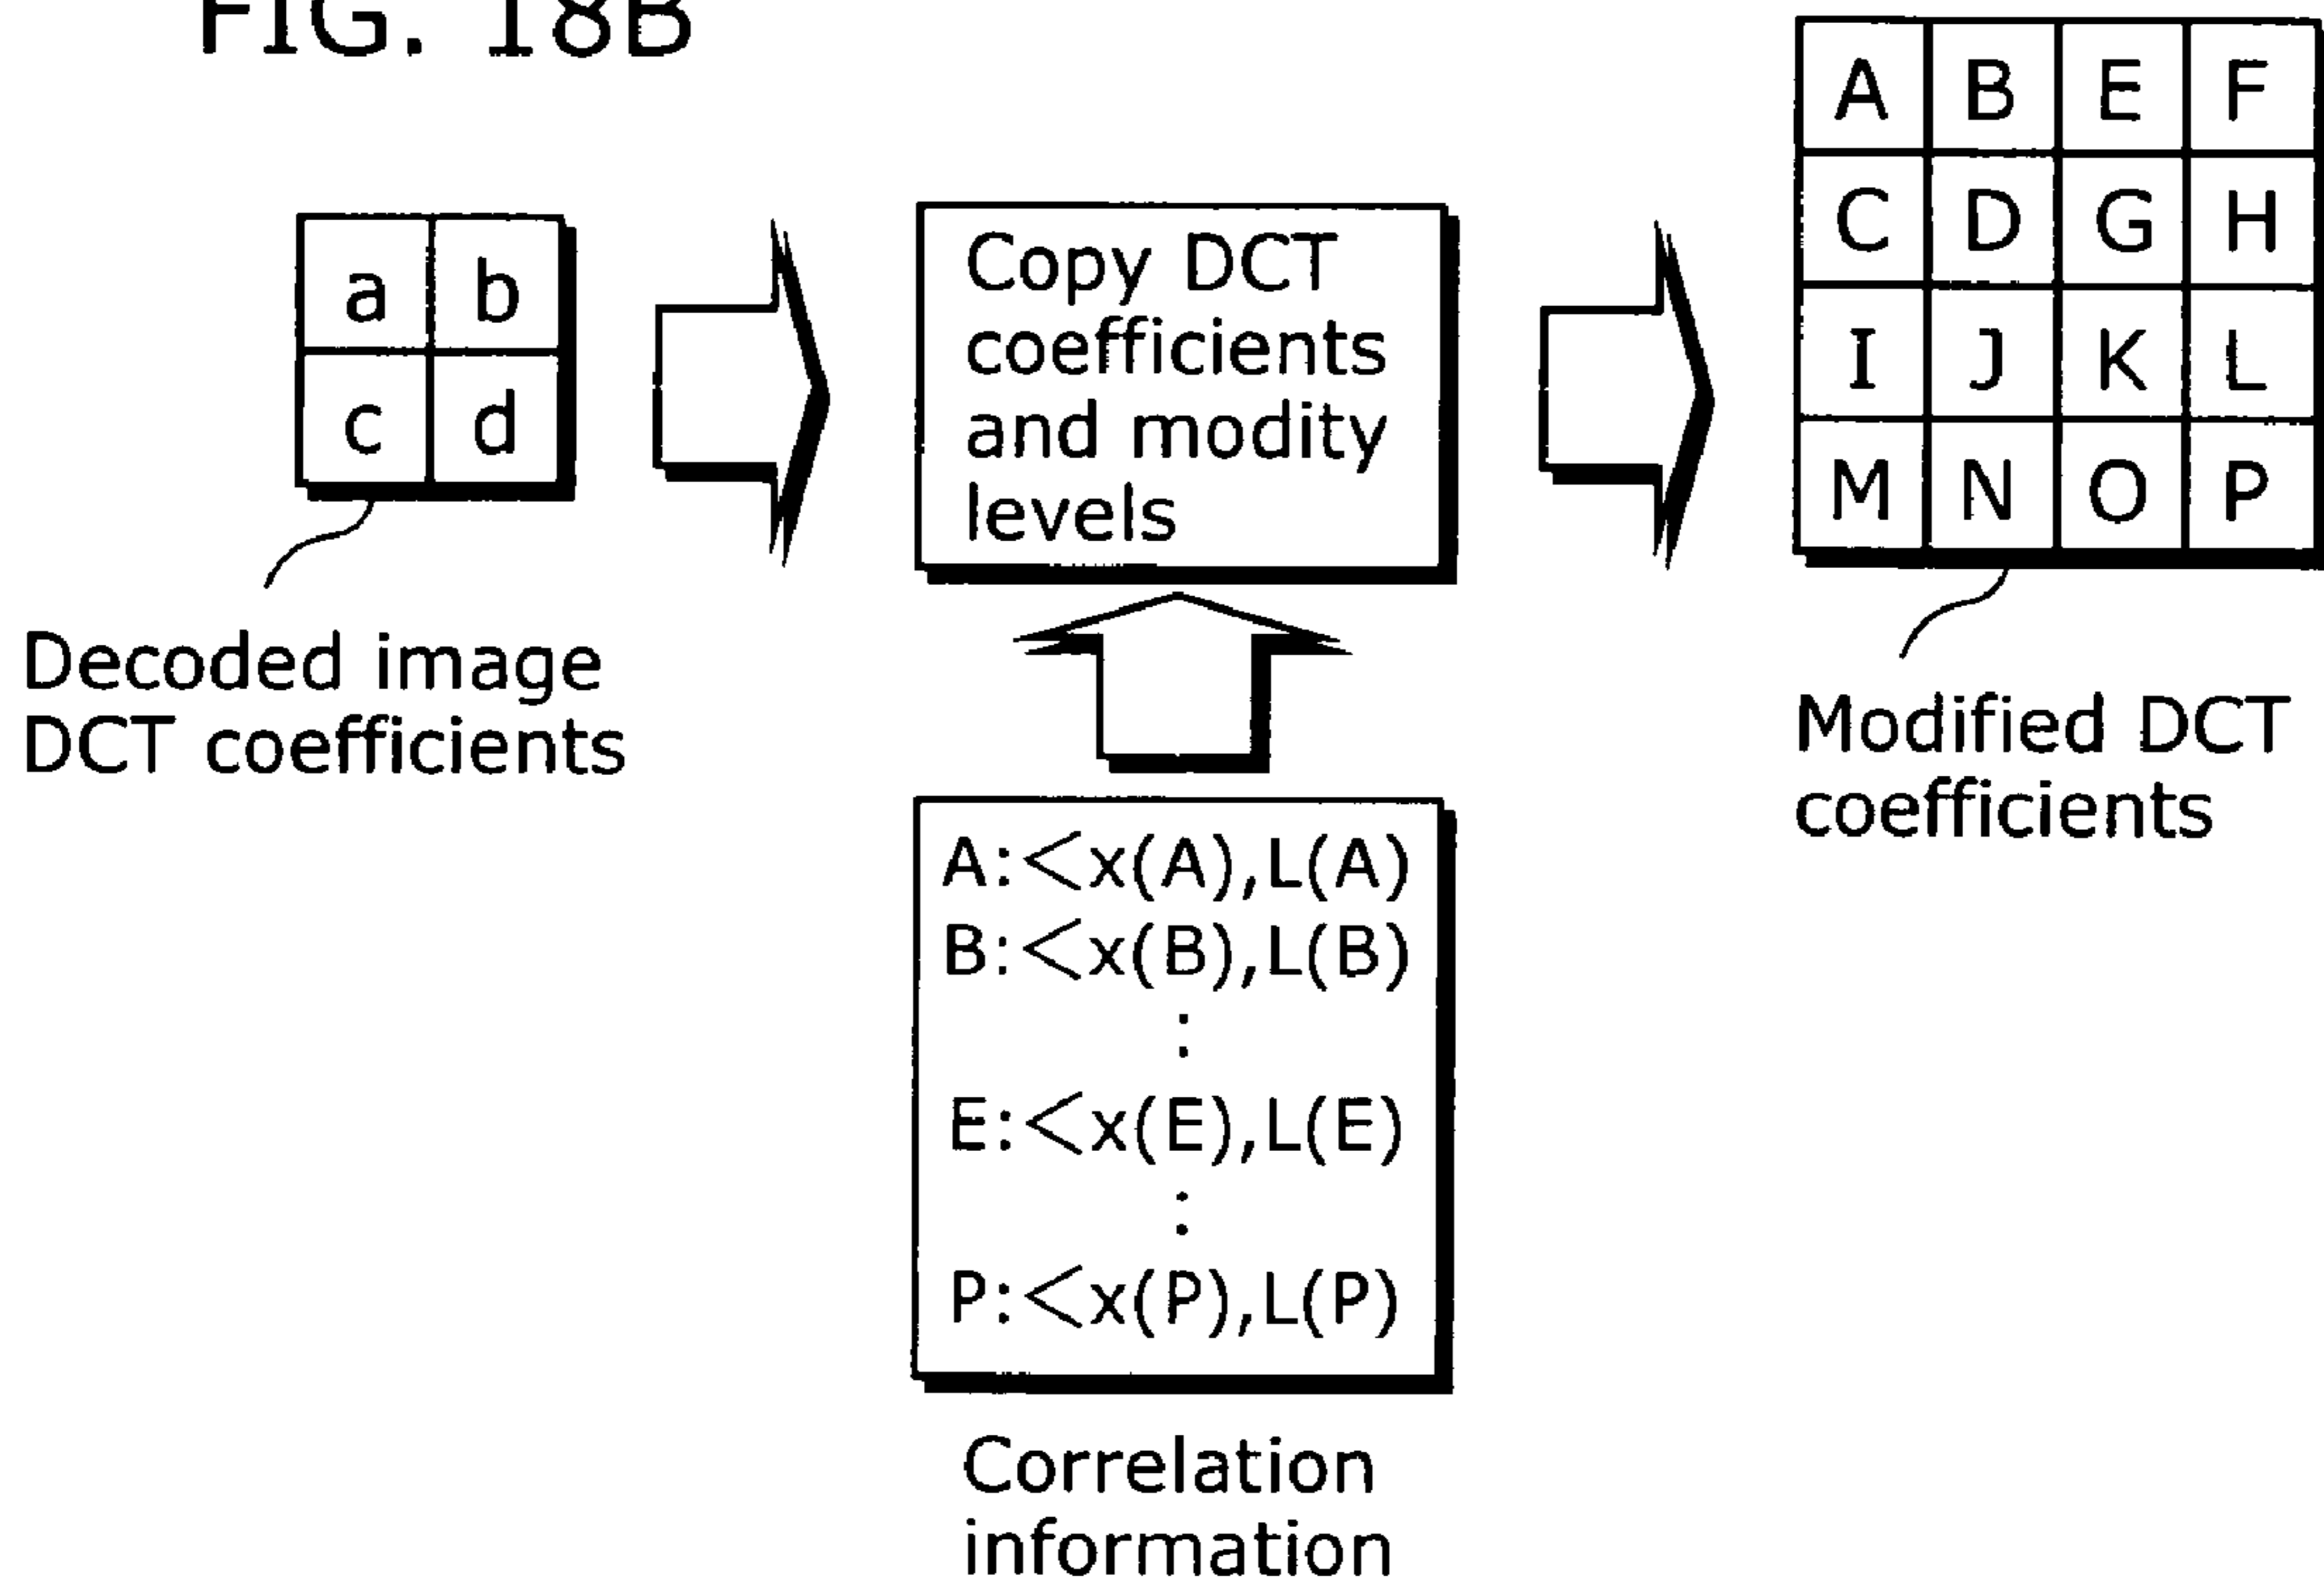 FIG. 18B
a b
c d
Decoded image
DCT coefficients
Copy DCT
coefficients
and modity
levels
A B E F
C D G H
I J K L
M N O P
Modified DCT
coefficients
A:<x(A),L(A)
B:<x(B),L(B)
:
E:<x(E),L(E)
:
P:<x(P),L(P)
Correlation
information